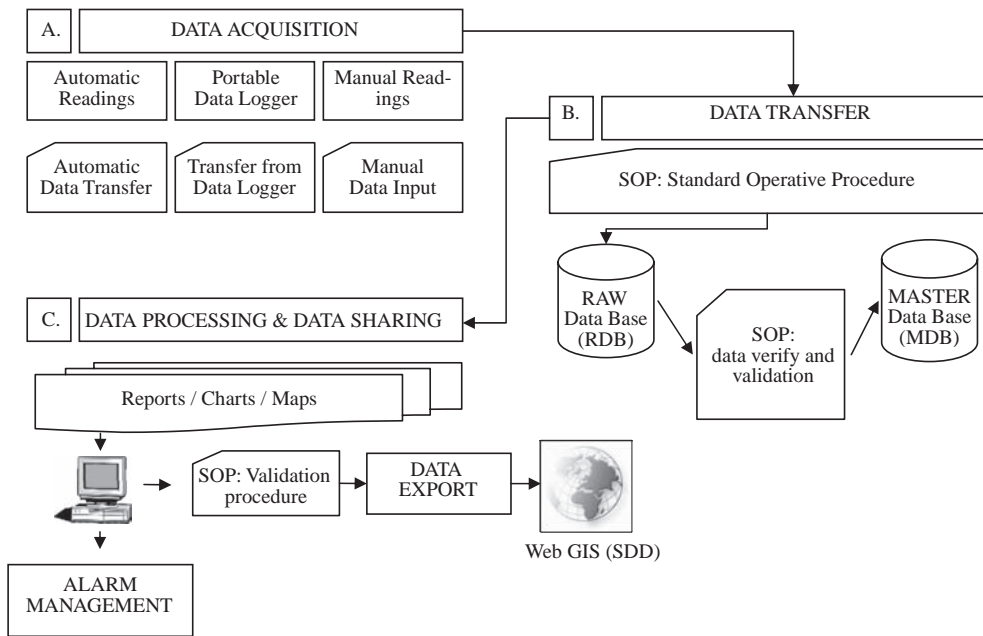 A.
DATA ACQUISITION
Automatic
Readings
Portable
Data Logger
Manual Read-
ings
Automatic
Data Transfer
Transfer from
Data Logger
Manual
Data Input
B.
DATA TRANSFER
SOP: Standard Operative Procedure
RAW
Data Base
(RDB)
SOP:
data verify and
validation
MASTER
Data Base
(MDB)
C.
DATA PROCESSING & DATA SHARING
Reports / Charts / Maps
SOP: Validation
procedure
DATA
EXPORT
Web GIS (SDD)
ALARM
MANAGEMENT